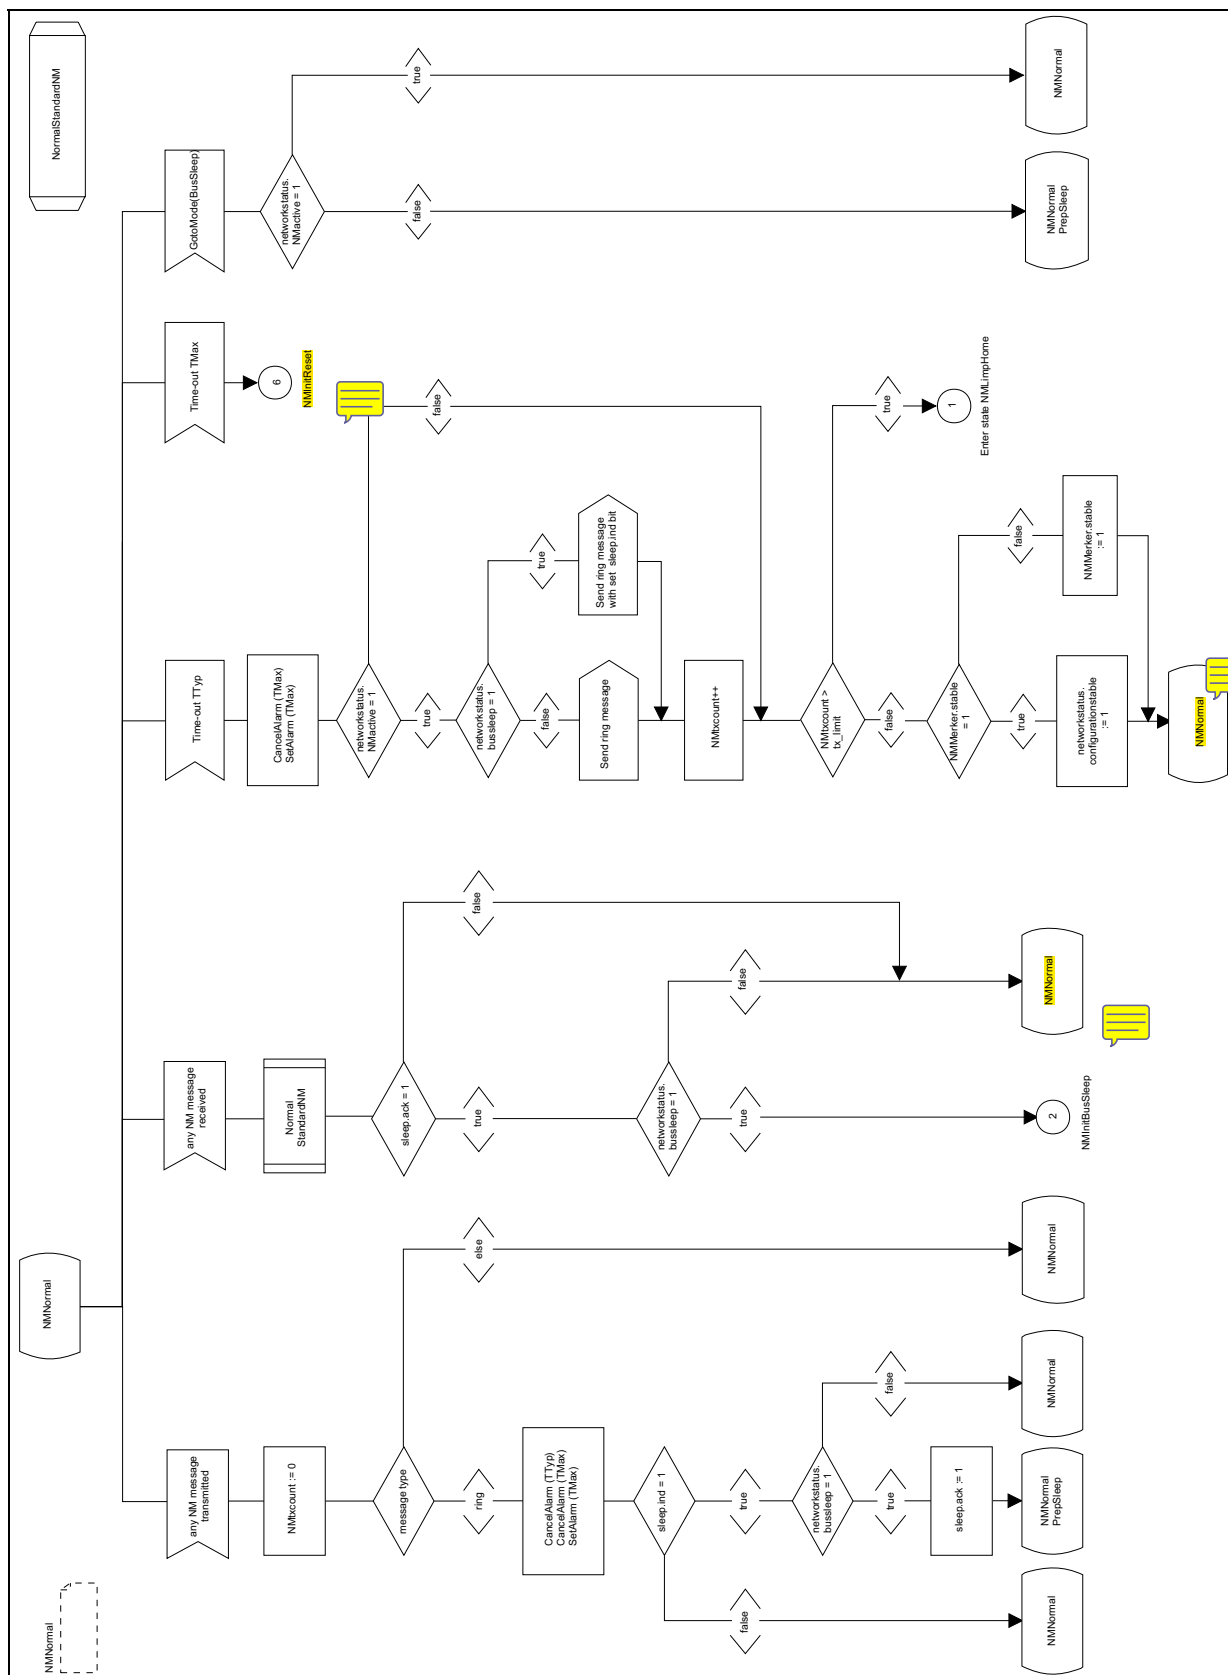 NMNormal
NMNormal
NormalStandardNM
any NM message
transmitted
NMtxcount := 0
message type
ring
else
CancelAlarm (TTyp)
CancelAlarm (TMax)
SetAlarm (TMax)
sleep.ind = 1
false
true
networkstatus.
bussleep = 1
true
false
sleep.ack := 1
NMNormal
NMNormal
PrepSleep
NMNormal
NMNormal
any NM message
received
Normal
StandardNM
sleep.ack = 1
true
false
networkstatus.
bussleep = 1
true
false
2
NMInitBusSleep
NMNormal
Time-out TTyp
CancelAlarm (TMax)
SetAlarm (TMax)
networkstatus.
NMactive = 1
true
false
networkstatus.
bussleep = 1
false
true
Send ring message
Send ring message
with set sleep.ind bit
NMtxcount++
NMtxcount >
tx_limit
false
true
1
Enter state NMLimpHome
NMMerker.stable
= 1
true
false
networkstatus.
configurationstable
:= 1
NMMerker.stable
:= 1
NMNormal
Time-out TMax
6
NMInitReset
GotoMode(BusSleep)
networkstatus.
NMactive = 1
false
true
NMNormal
PrepSleep
NMNormal